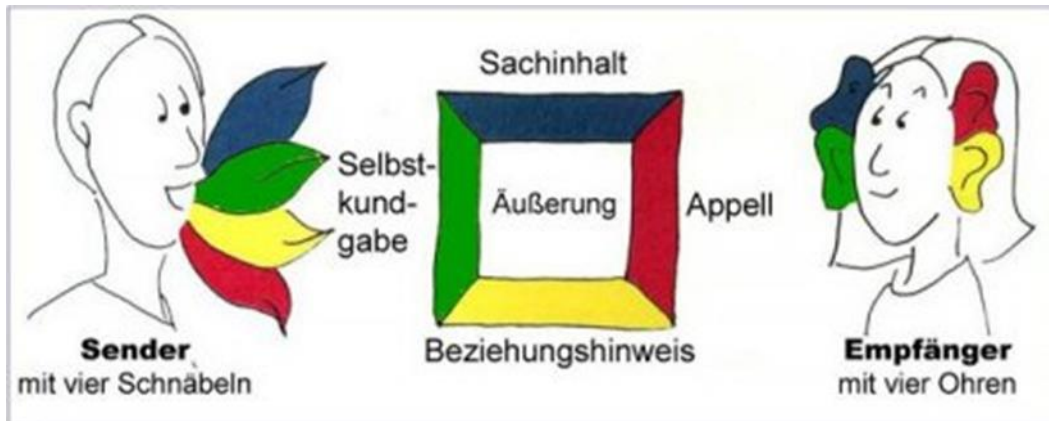 Sachinhalt
Selbst-
kund-
gabe
Äußerung
Appell
Beziehungshinweis
Sender
mit vier Schnäbeln
Empfänger
mit vier Ohren